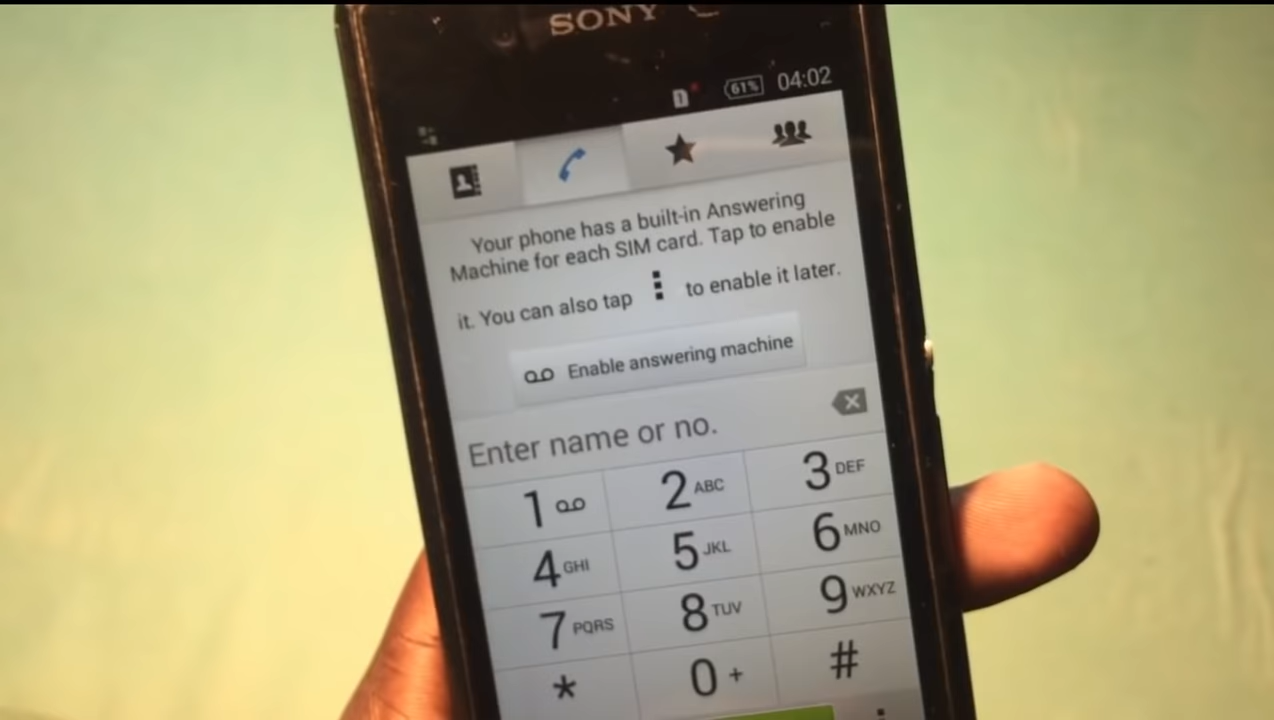 SONY
61% 04:02
Your phone has a built-in Answering
Machine for each SIM card. Tap to enable
it. You can also tap to enable it later.
Enable answering machine
Enter name or no.
1 2 ABC 3 DEF
4 GHI 5 JKL 6 MNO
7 PQRS 8 TUV 9 WXYZ
* 0 + #